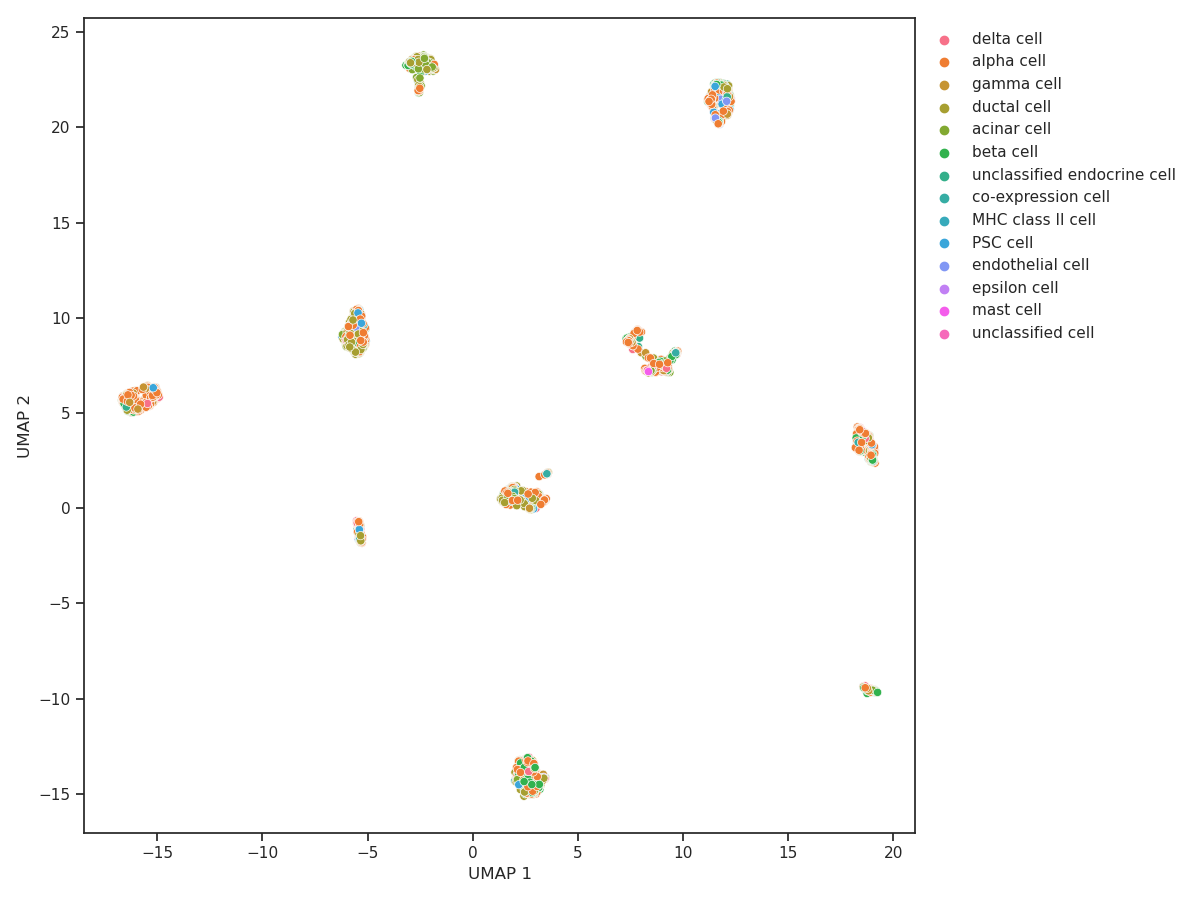 25
20
15
10
5
0
−5
−10
−15
−15
−10
−5
0
5
10
15
20
UMAP 1
UMAP 2
delta cell
alpha cell
gamma cell
ductal cell
acinar cell
beta cell
unclassified endocrine cell
co-expression cell
MHC class II cell
PSC cell
endothelial cell
epsilon cell
mast cell
unclassified cell